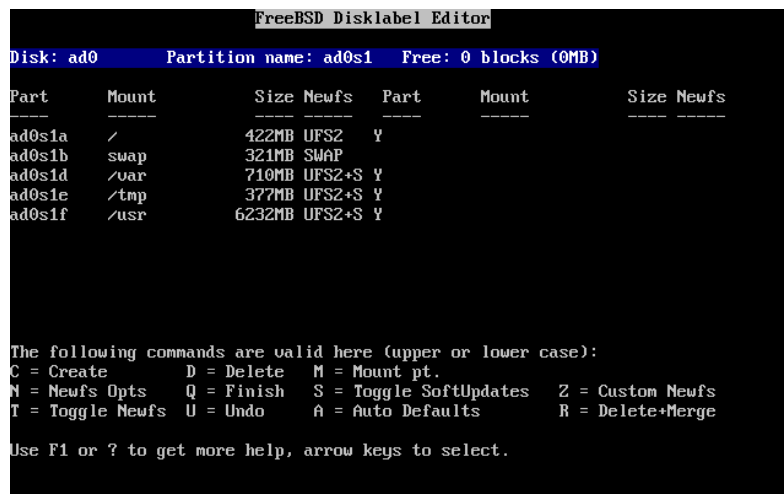 FreeBSD Disklabel Editor
Disk: ad0 Partition name: ad0s1 Free: 0 blocks (0MB)
Part Mount Size Newfs Part Mount Size Newfs
---- ----- ---- ----- ---- ----- ---- -----
ad0s1a / 422MB UFS2 Y
ad0s1b swap 321MB SWAP
ad0s1d /var 710MB UFS2+S Y
ad0s1e /tmp 377MB UFS2+S Y
ad0s1f /usr 6232MB UFS2+S Y
The following commands are valid here (upper or lower case):
C = Create D = Delete M = Mount pt.
N = Newfs Opts Q = Finish S = Toggle SoftUpdates Z = Custom Newfs
T = Toggle Newfs U = Undo A = Auto Defaults R = Delete+Merge
Use F1 or ? to get more help, arrow keys to select.